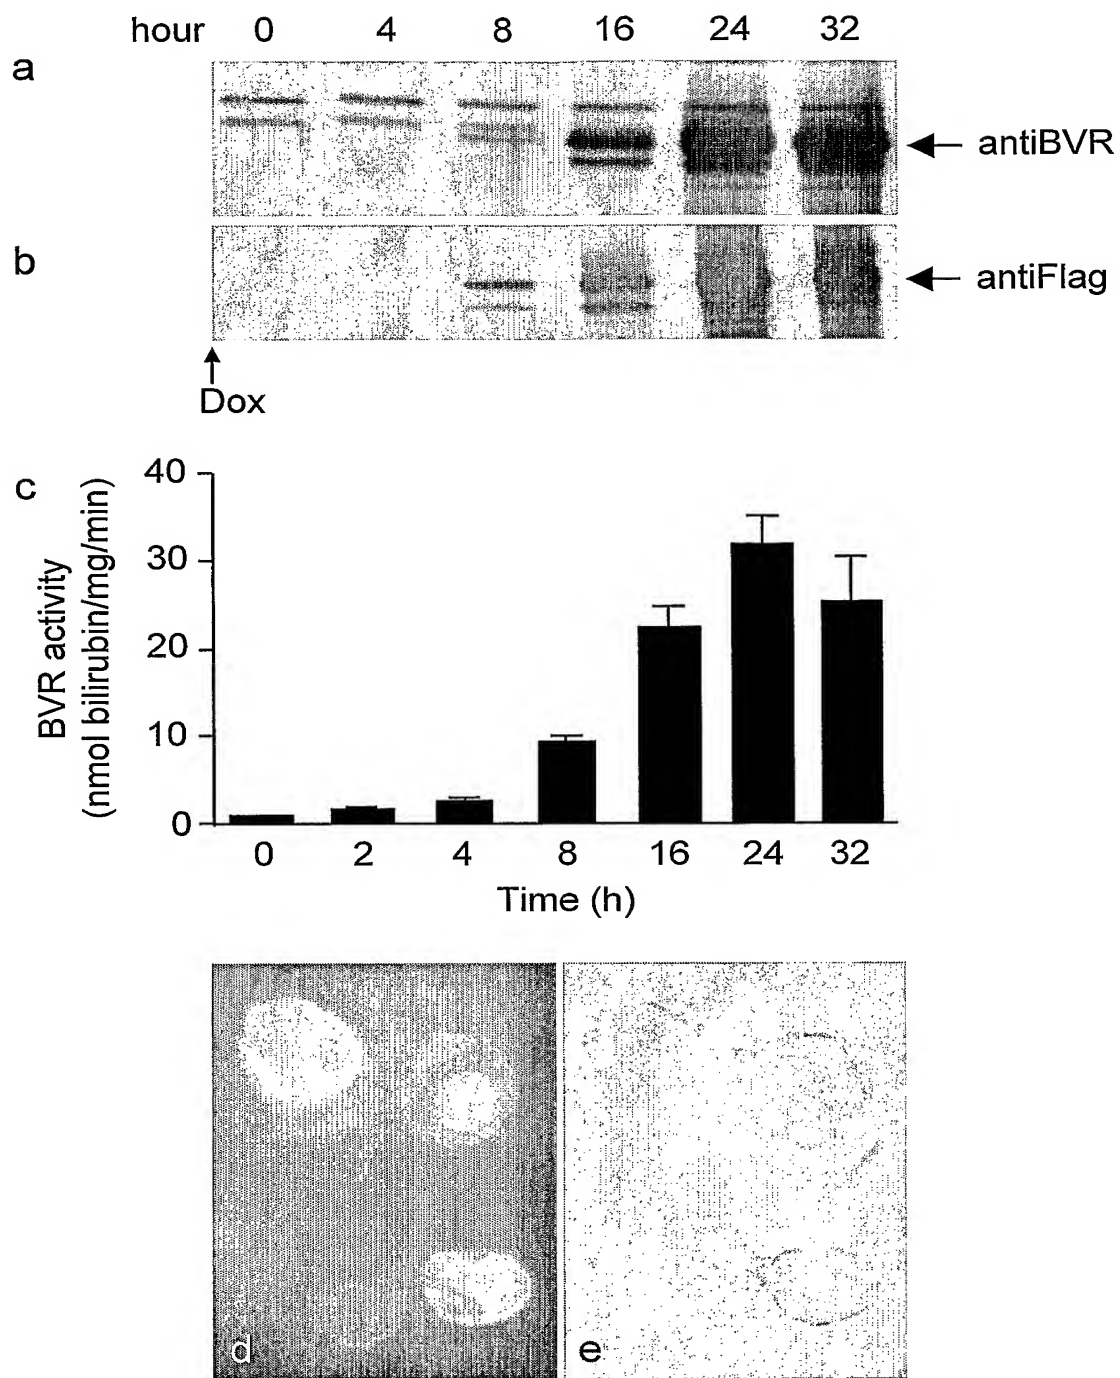 hour 0 4 8 16 24 32
a
antiBVR
b
antiFlag
Dox
c
BVR activity
(nmol bilirubin/mg/min)
40
30
20
10
0
0 2 4 8 16 24 32
Time (h)
d
e